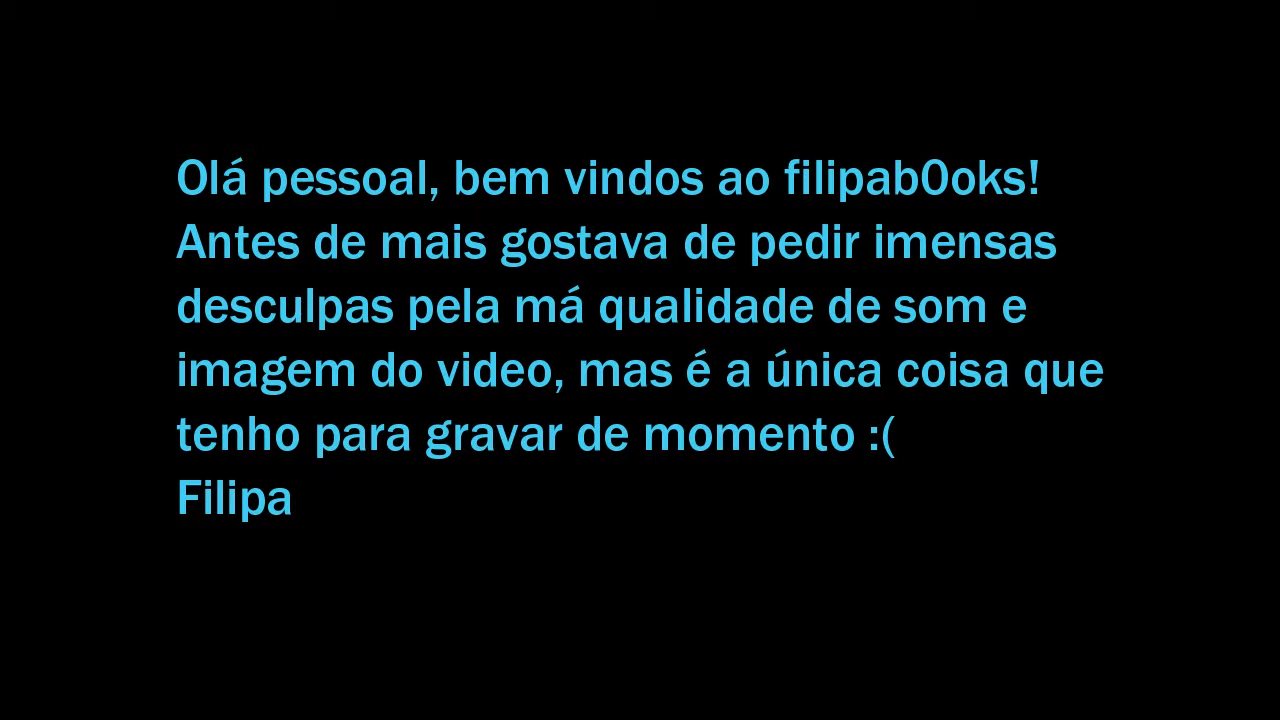 Olá pessoal, bem vindos ao filipab0oks!
Antes de mais gostava de pedir imensas
desculpas pela má qualidade de som e
imagem do video, mas é a única coisa que
tenho para gravar de momento :(
Filipa